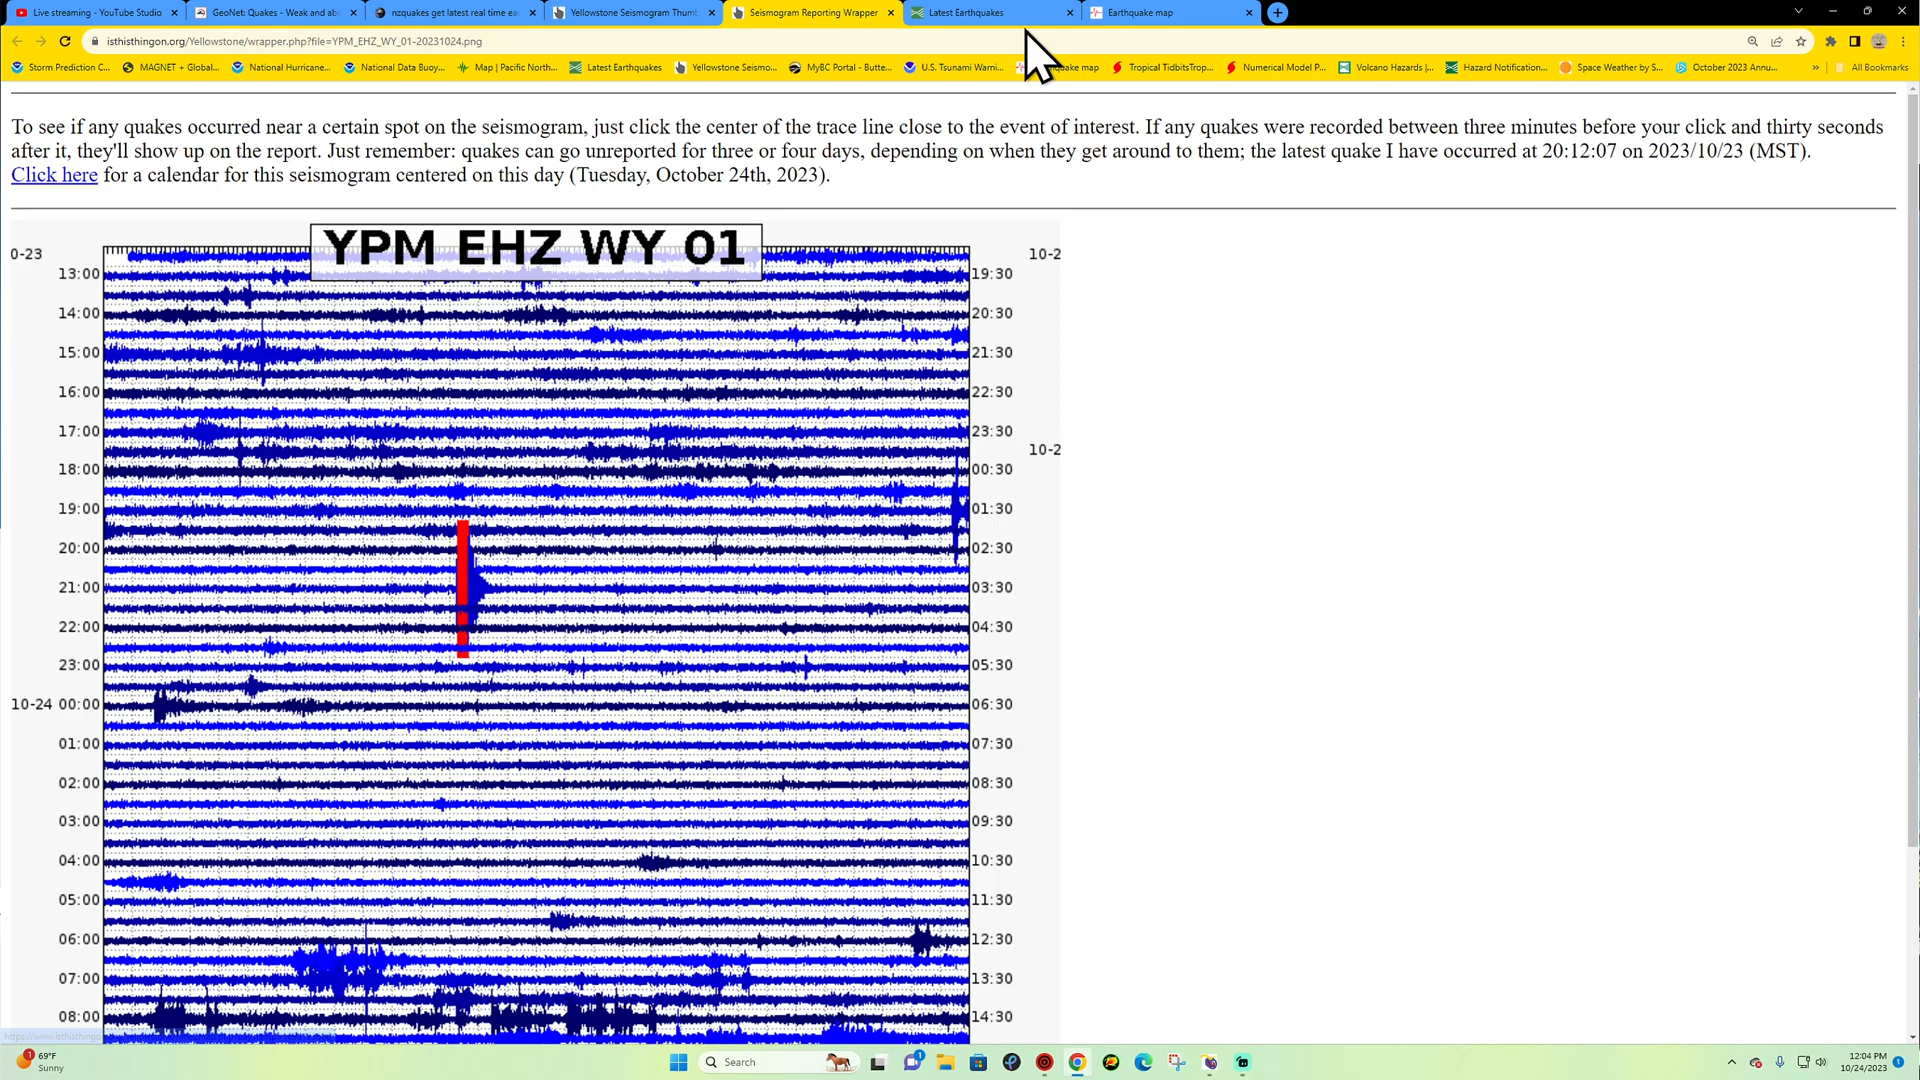 Live streaming - YouTube Studio
GeoNet: Quakes - Weak and ab
nzquakes get latest real time ea
Yellowstone Seismogram Thum
Seismogram Reporting Wrapper
Latest Earthquakes
Earthquake map
isthisthingon.org/Yellowstone/wrapper.php?file=YPM_EHZ_WY_01-20231024.png
Storm Prediction C...
MAGNET + Global...
National Hurricane...
National Data Buoy...
Map | Pacific North...
Latest Earthquakes
Yellowstone Seismo...
MyBC Portal - Butte...
U.S. Tsunami Warni...
quake map
Tropical TidbitsTrop...
Numerical Model P...
Volcano Hazards |...
Hazard Notification...
Space Weather by S...
October 2023 Annu...
»
All Bookmarks
To see if any quakes occurred near a certain spot on the seismogram, just click the center of the trace line close to the event of interest. If any quakes were recorded between three minutes before your click and thirty seconds
after it, they'll show up on the report. Just remember: quakes can go unreported for three or four days, depending on when they get around to them; the latest quake I have occurred at 20:12:07 on 2023/10/23 (MST).
Click here for a calendar for this seismogram centered on this day (Tuesday, October 24th, 2023).
YPM EHZ WY 01
0-23 10-2
13:00 19:30
14:00 20:30
15:00 21:30
16:00 22:30
17:00 23:30
10-2
18:00 00:30
19:00 01:30
20:00 02:30
21:00 03:30
22:00 04:30
23:00 05:30
10-24 00:00 06:30
01:00 07:30
02:00 08:30
03:00 09:30
04:00 10:30
05:00 11:30
06:00 12:30
07:00 13:30
08:00 14:30
1
69°F
Sunny
Search
1
12:04 PM
10/24/2023
1